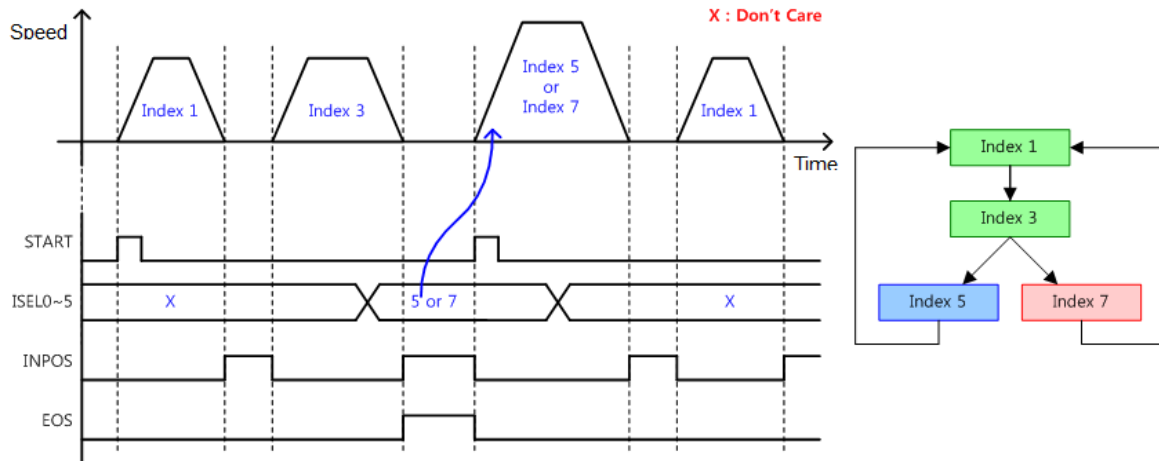 X : Don't Care
Speed
Index 1
Index 3
Index 5
or
Index 7
Index 1
Time
START
ISEL0~5
X
5 or 7
X
INPOS
EOS
Index 1
Index 3
Index 5
Index 7